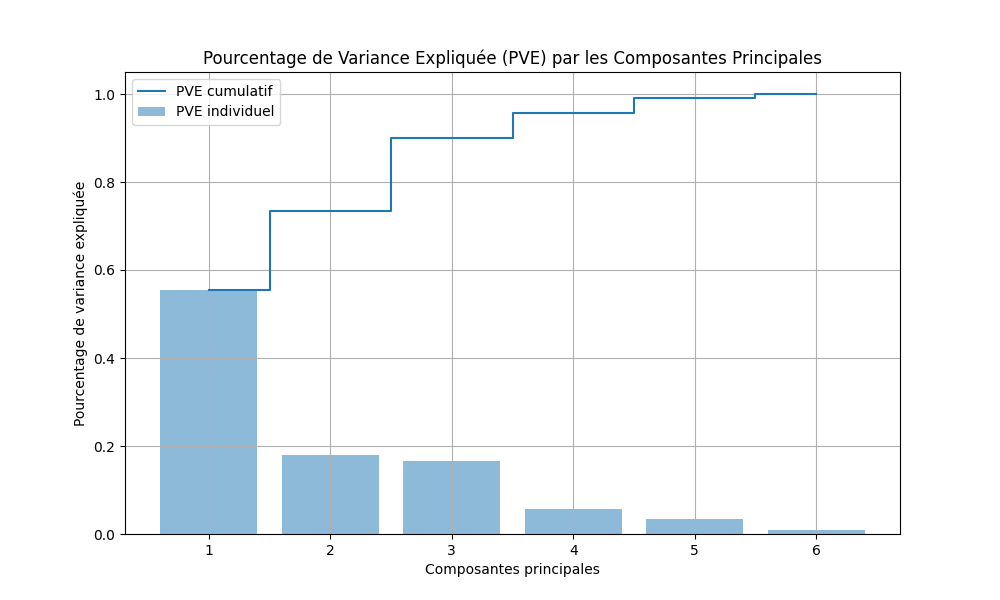 Pourcentage de Variance Expliquée (PVE) par les Composantes Principales
PVE cumulatif
PVE individuel
Pourcentage de variance expliquée
1.0
0.8
0.6
0.4
0.2
0.0
1 2 3 4 5 6
Composantes principales